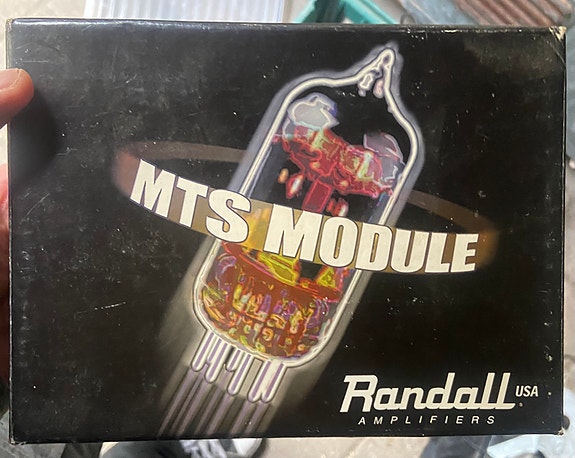 MTS MODULE
Randall USA
AMPLIFIERS